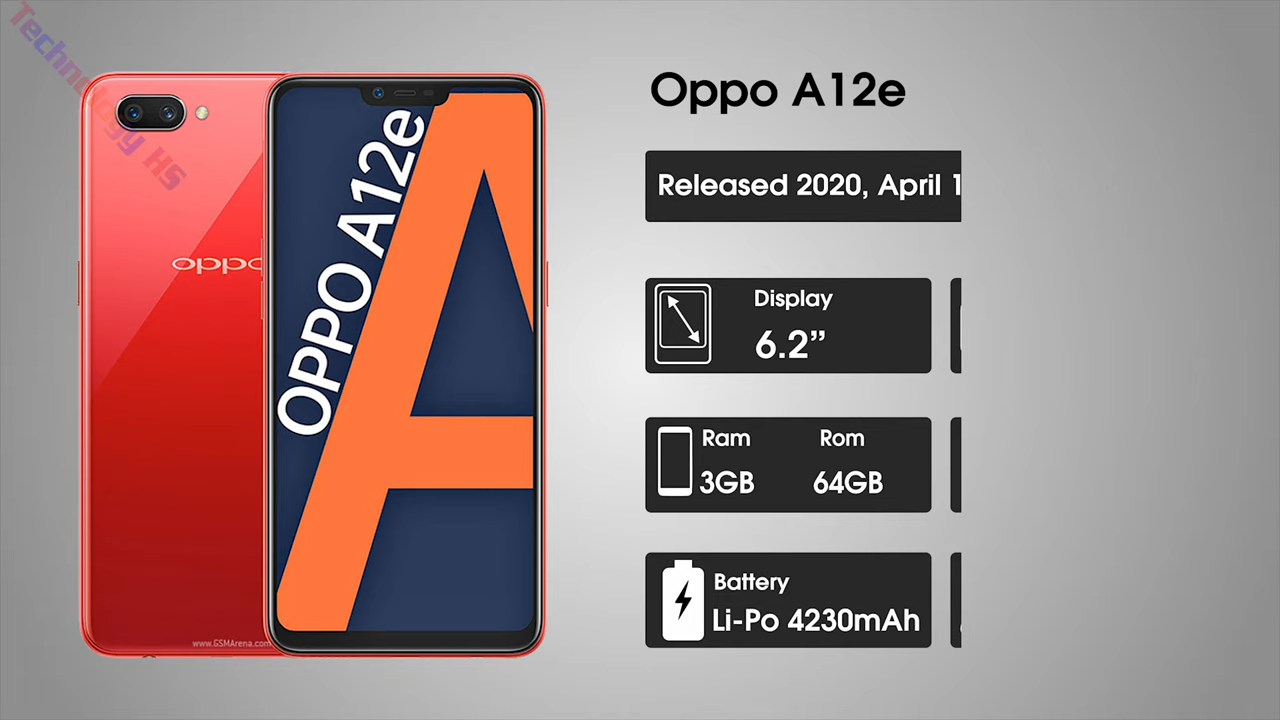 Technology HS
Oppo A12e
Released 2020, April 1
Display
6.2”
Ram Rom
3GB 64GB
Battery
Li-Po 4230mAh
oppo
OPPO A12e
www.GSMArena.com